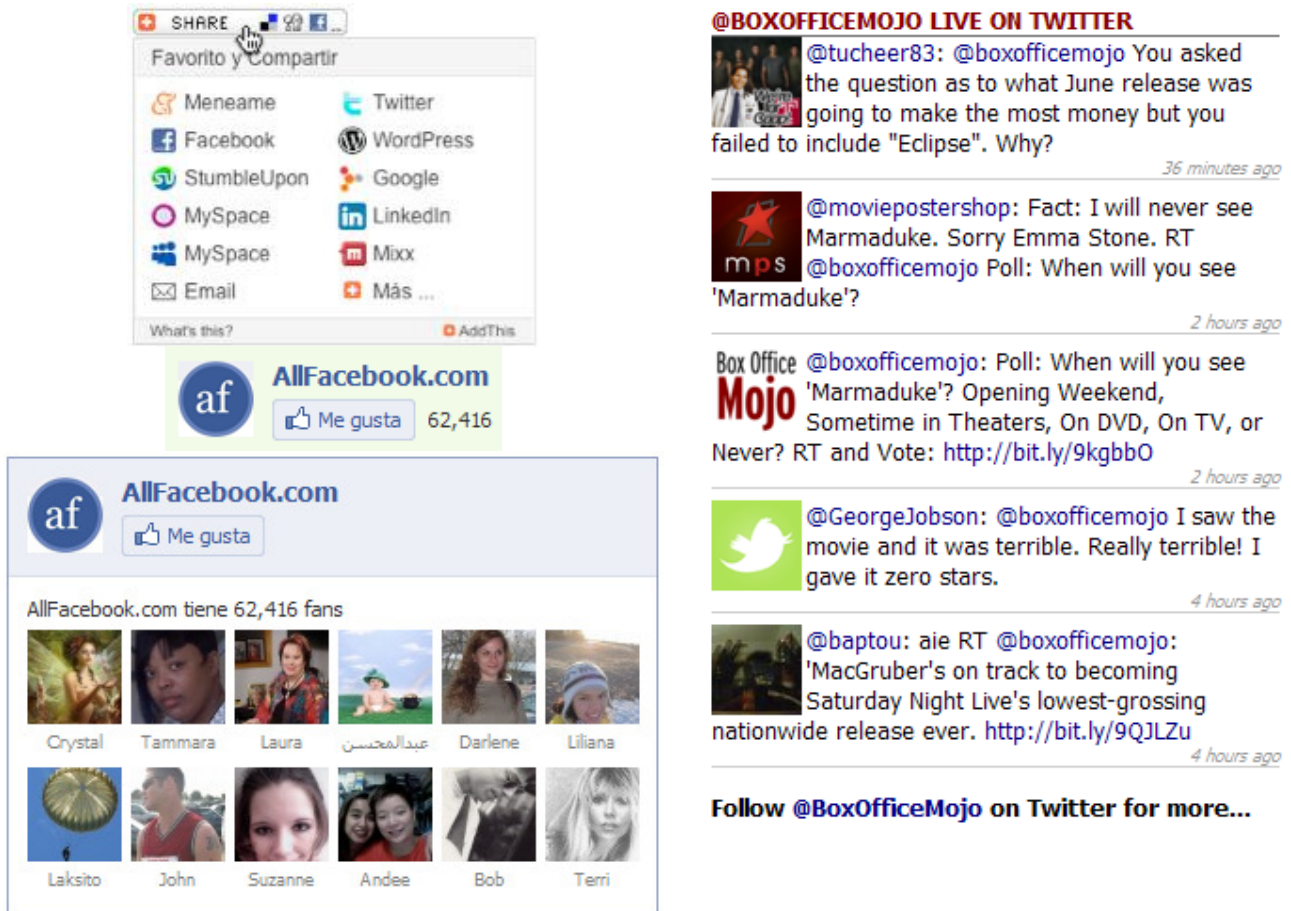 SHARE ...
Favorito y Compartir
Meneame Twitter
Facebook WordPress
StumbleUpon Google
MySpace LinkedIn
MySpace Mixx
Email Más ...
What's this? AddThis
af
AllFacebook.com
Me gusta 62,416
af
AllFacebook.com
Me gusta
AllFacebook.com tiene 62,416 fans
Crystal Tammara Laura عبدالمحسن Darlene Liliana
Laksito John Suzanne Andee Bob Terri
@BOXOFFICEMOJO LIVE ON TWITTER
@tucheer83: @boxofficemojo You asked
the question as to what June release was
going to make the most money but you
failed to include "Eclipse". Why?
36 minutes ago
@moviepostershop: Fact: I will never see
Marmaduke. Sorry Emma Stone. RT
mps
@boxofficemojo Poll: When will you see
'Marmaduke'?
2 hours ago
Box Office
Mojo
@boxofficemojo: Poll: When will you see
'Marmaduke'? Opening Weekend,
Sometime in Theaters, On DVD, On TV, or
Never? RT and Vote: http://bit.ly/9kgbbO
2 hours ago
@GeorgeJobson: @boxofficemojo I saw the
movie and it was terrible. Really terrible! I
gave it zero stars.
4 hours ago
@baptou: aie RT @boxofficemojo:
'MacGruber's on track to becoming
Saturday Night Live's lowest-grossing
nationwide release ever. http://bit.ly/9QJLZu
4 hours ago
Follow @BoxOfficeMojo on Twitter for more...